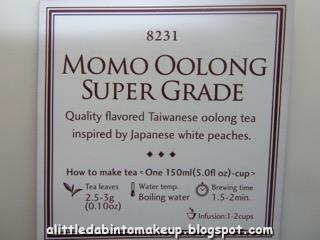 8231
MOMO OOLONG
SUPER GRADE
Quality flavored Taiwanese oolong tea
inspired by Japanese white peaches.
How to make tea <One 150ml(5.0fl oz)-cup>
Tea leaves
2.5-3g
(0.10oz)
Water temp.
Boiling water
Brewing time
1.5-2min.
Infusion:1-2cups
alittledabintomakeup.blogspot.com